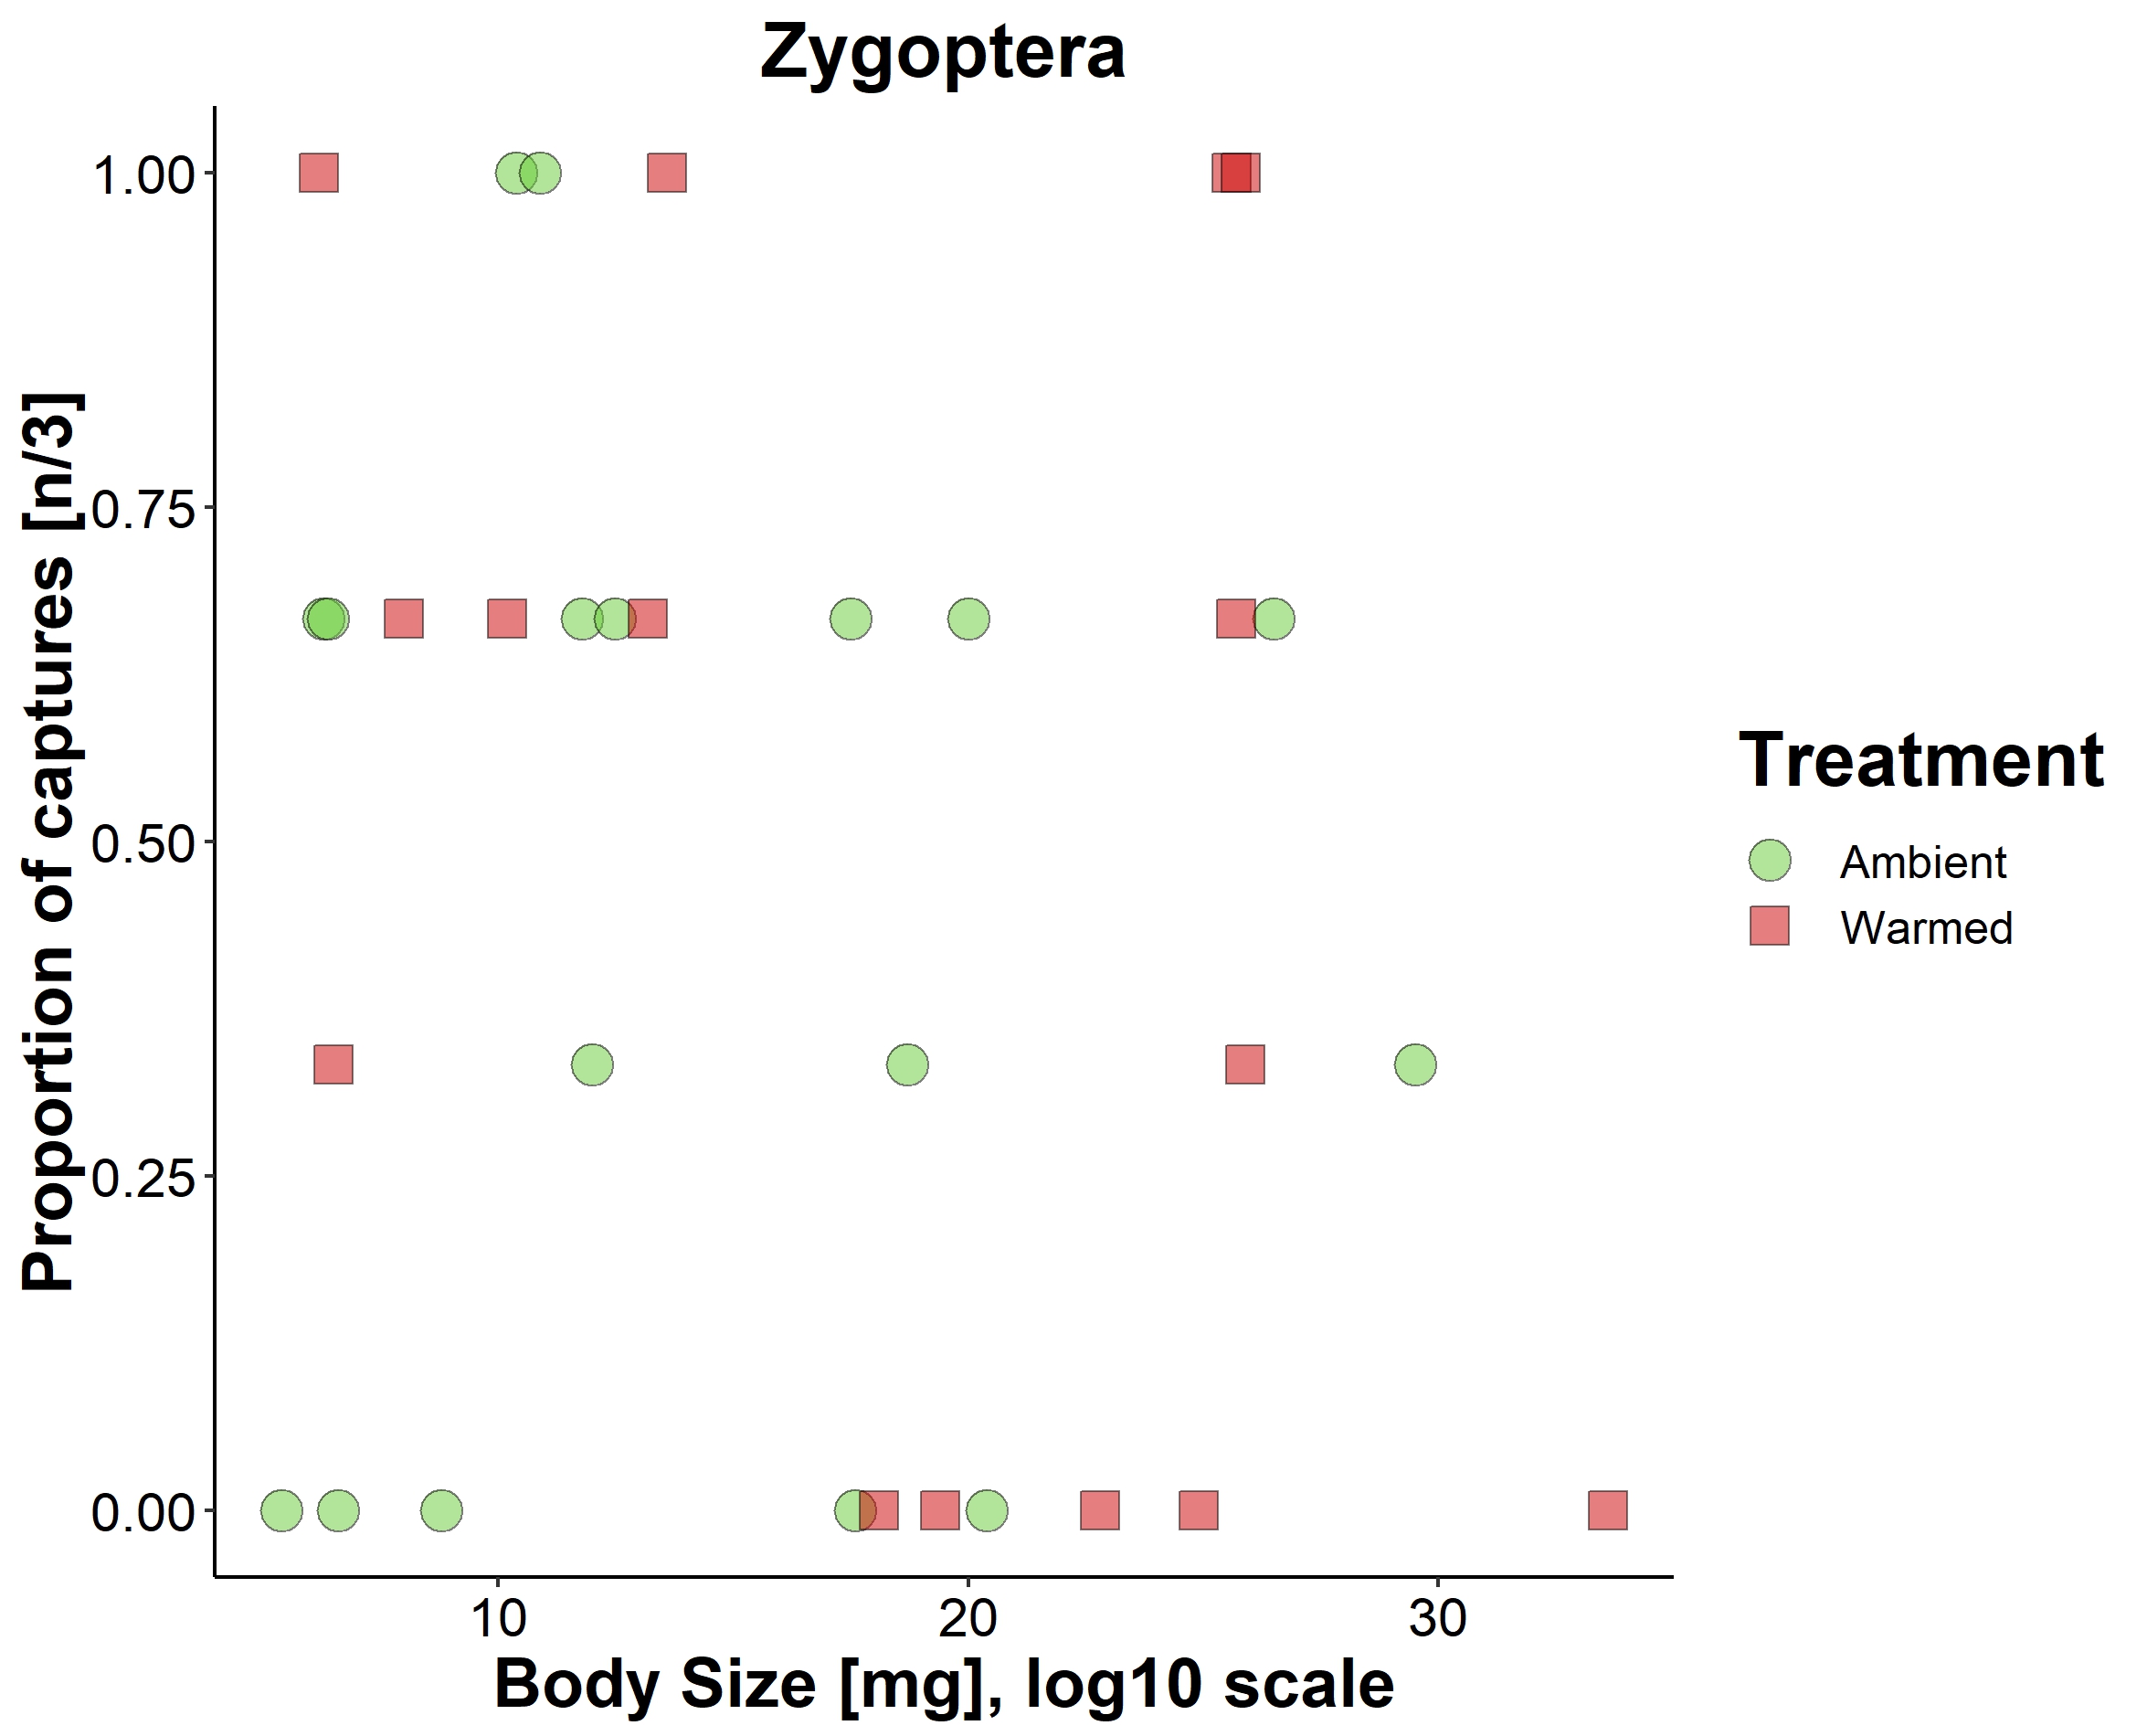 Zygoptera
Proportion of captures [n/3]
1.00
0.75
0.50
0.25
0.00
10 20 30
Body Size [mg], log10 scale
Treatment
Ambient
Warmed